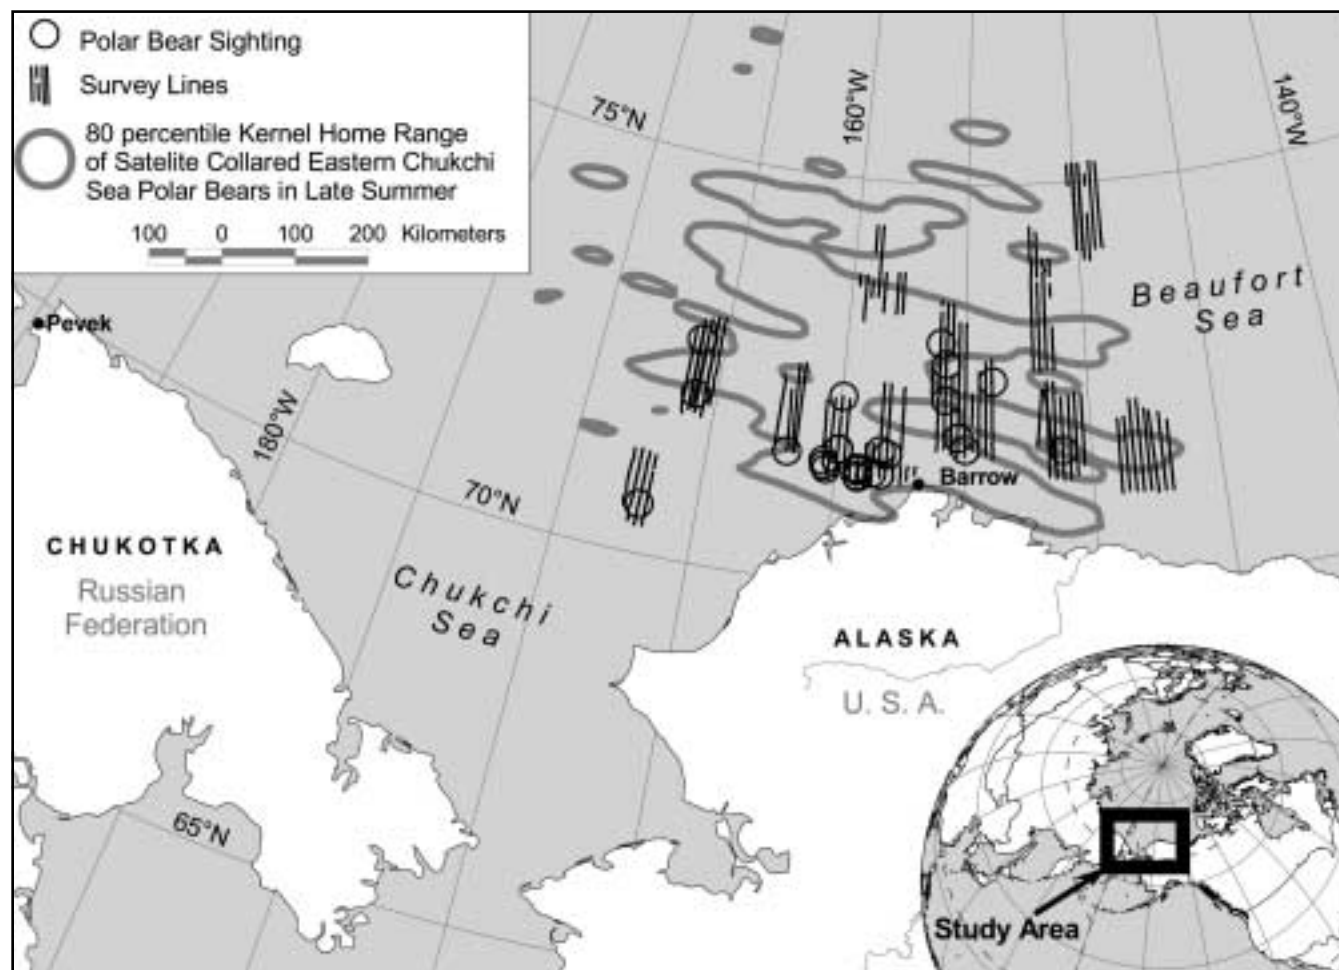 Polar Bear Sighting
Survey Lines
80 percentile Kernel Home Range
of Satelite Collared Eastern Chukchi
Sea Polar Bears in Late Summer
100 0 100 200 Kilometers
75°N
160°W
140°W
Beaufort
Sea
Pevek
180°W
70°N
Barrow
CHUKOTKA
Russian
Federation
Chukchi
Sea
ALASKA
U. S. A.
65°N
Study Area